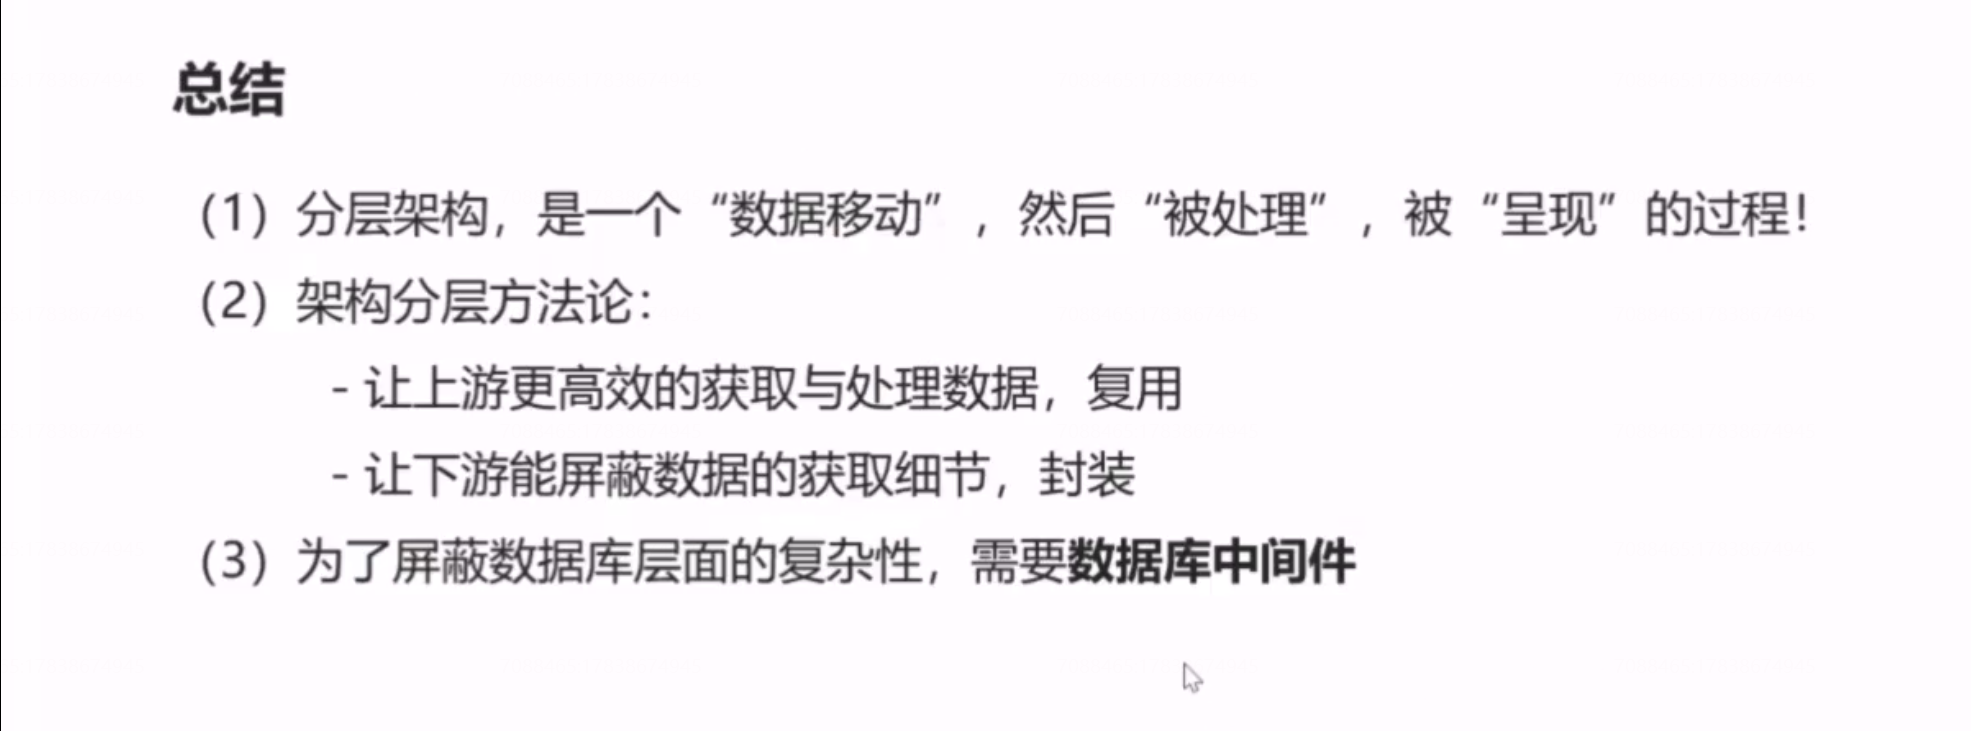 总结
（1）分层架构，是一个“数据移动”，然后“被处理”，被“呈现”的过程！
（2）架构分层方法论：
- 让上游更高效的获取与处理数据，复用
- 让下游能屏蔽数据的获取细节，封装
（3）为了屏蔽数据库层面的复杂性，需要数据库中间件